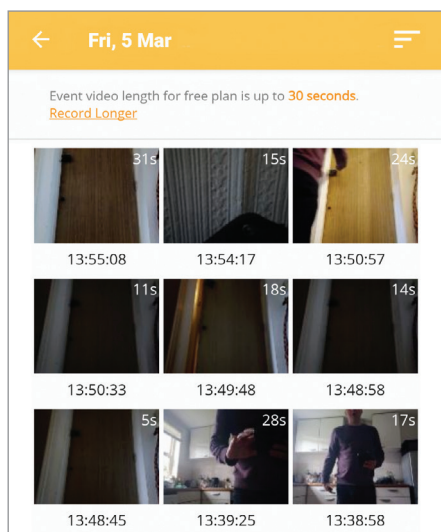 Fri, 5 Mar
Event video length for free plan is up to 30 seconds.
Record Longer
31s 15s 24s
13:55:08 13:54:17 13:50:57
11s 18s 14s
13:50:33 13:49:48 13:48:58
5s 28s 17s
13:48:45 13:39:25 13:38:58